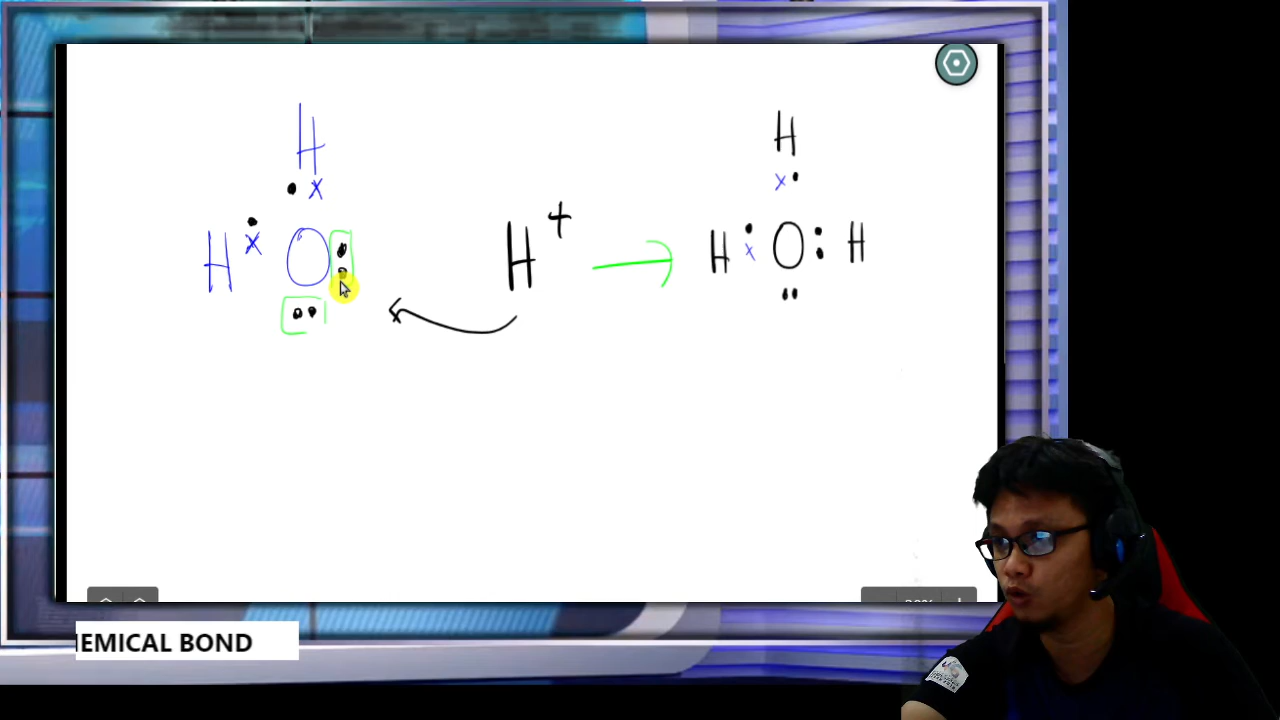 H
• x
H • x O : H + H x • H • x O : H
•• ••
EMICAL BOND